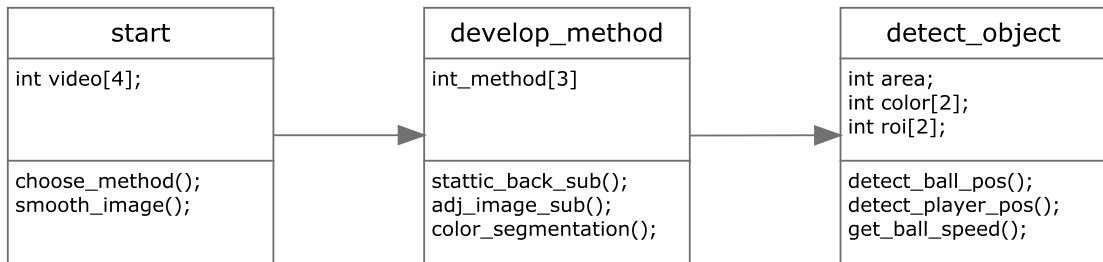 start
int video[4];
choose_method();
smooth_image();
develop_method
int_method[3]
stattic_back_sub();
adj_image_sub();
color_segmentation();
detect_object
int area;
int color[2];
int roi[2];
detect_ball_pos();
detect_player_pos();
get_ball_speed();